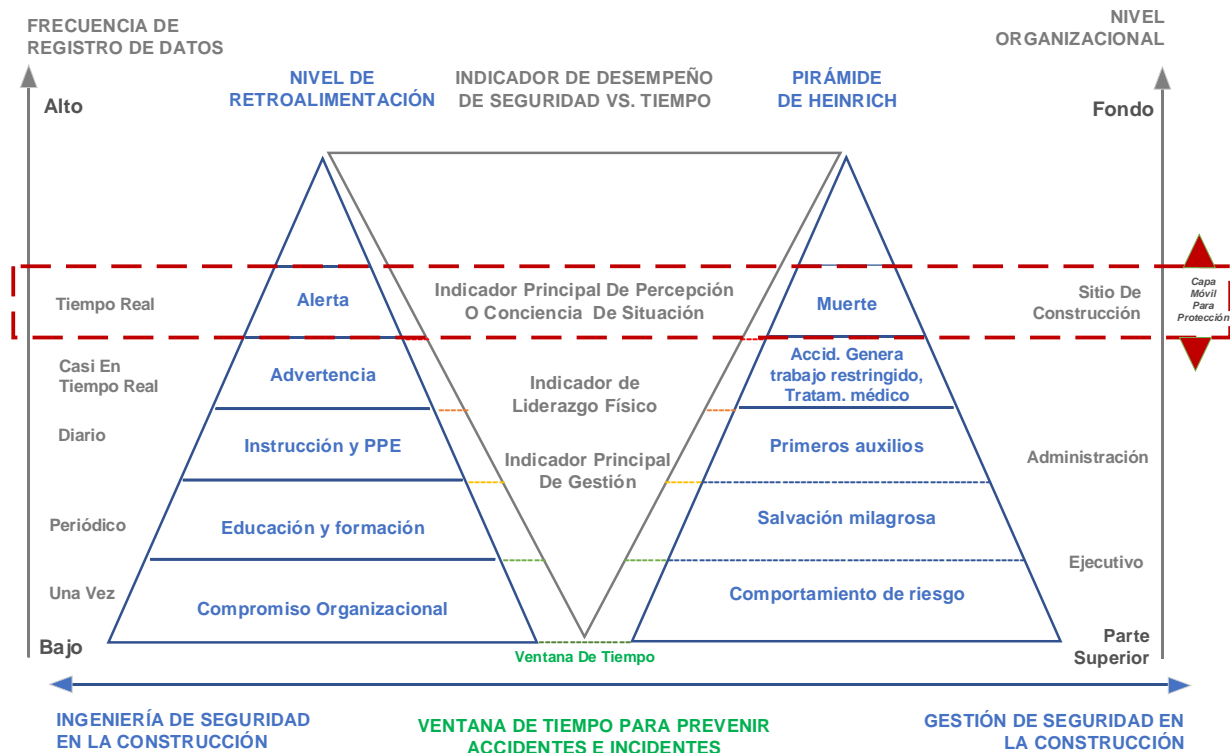 FRECUENCIA DE
REGISTRO DE DATOS
NIVEL
ORGANIZACIONAL
NIVEL DE
RETROALIMENTACIÓN
INDICADOR DE DESEMPEÑO
DE SEGURIDAD VS. TIEMPO
PIRÁMIDE
DE HEINRICH
Alto
Fondo
Tiempo Real
Alerta
Indicador Principal De Percepción
O Conciencia De Situación
Muerte
Sitio De
Construcción
Capa
Móvil
Para
Protección
Casi En
Tiempo Real
Advertencia
Indicador de
Liderazgo Físico
Accid. Genera
trabajo restringido,
Tratam. médico
Diario
Instrucción y PPE
Indicador Principal
De Gestión
Primeros auxilios
Administración
Periódico
Educación y formación
Salvación milagrosa
Ejecutivo
Una Vez
Compromiso Organizacional
Comportamiento de riesgo
Bajo
Ventana De Tiempo
Parte
Superior
INGENIERÍA DE SEGURIDAD
EN LA CONSTRUCCIÓN
VENTANA DE TIEMPO PARA PREVENIR
ACCIDENTES E INCIDENTES
GESTIÓN DE SEGURIDAD EN
LA CONSTRUCCIÓN